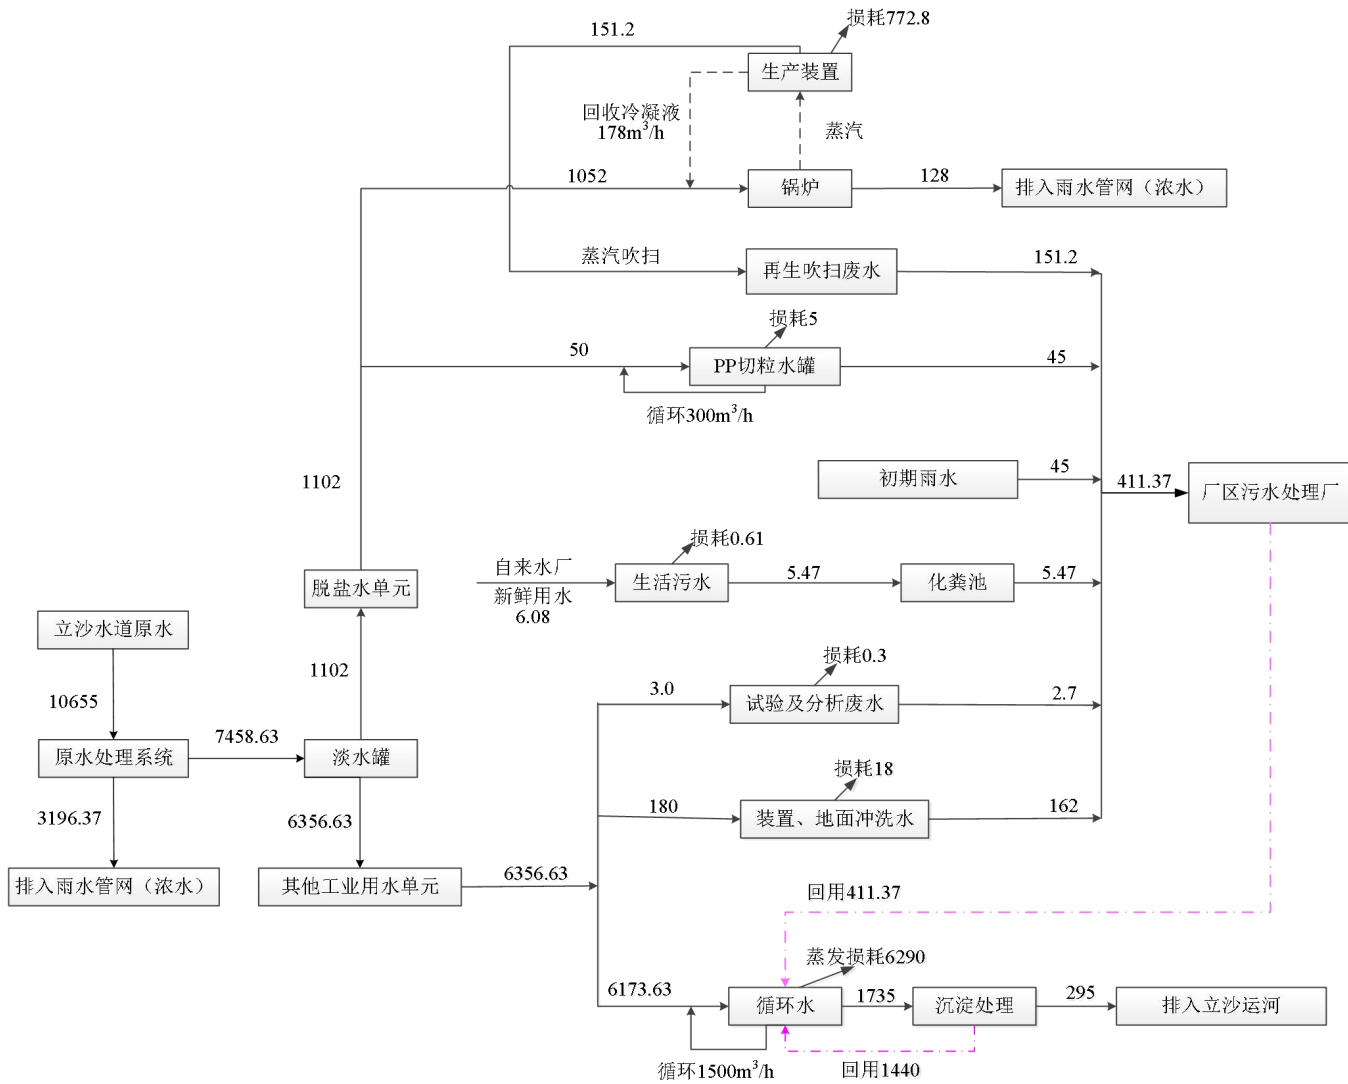 损耗772.8
151.2
生产装置
回收冷凝液
178m³/h
蒸汽
1052
锅炉
128
排入雨水管网（浓水）
蒸汽吹扫
再生吹扫废水
151.2
损耗5
50
PP切粒水罐
45
循环300m³/h
1102
初期雨水
45
411.37
厂区污水处理厂
损耗0.61
自来水厂
新鲜用水
6.08
生活污水
5.47
化粪池
5.47
脱盐水单元
立沙水道原水
1102
损耗0.3
3.0
试验及分析废水
2.7
10655
7458.63
原水处理系统
淡水罐
损耗18
3196.37
6356.63
180
装置、地面冲洗水
162
排入雨水管网（浓水）
其他工业用水单元
6356.63
回用411.37
蒸发损耗6290
6173.63
循环水
1735
沉淀处理
295
排入立沙运河
循环1500m³/h
回用1440